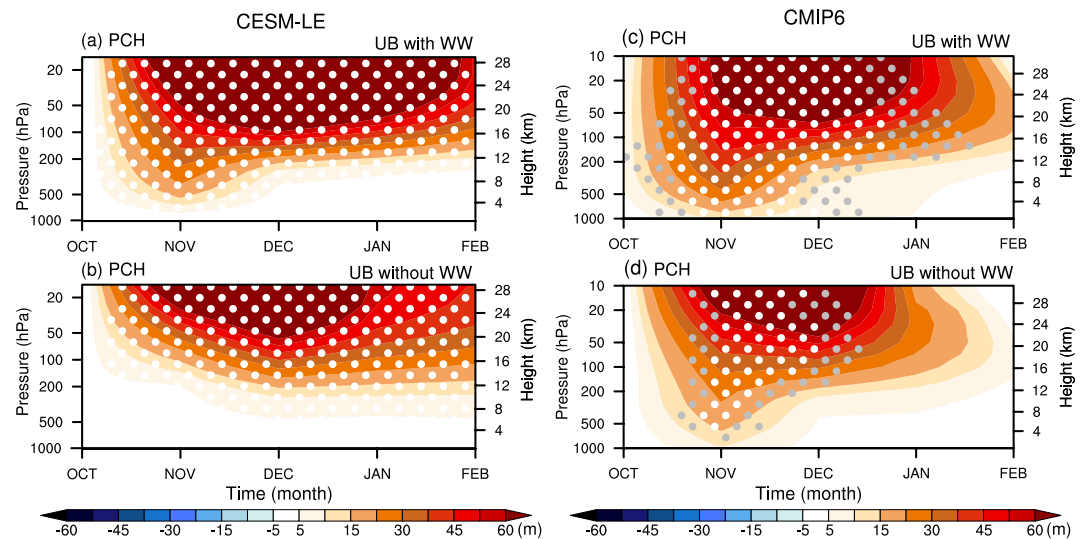 CESM-LE
CMIP6
(a) PCH
UB with WW
Pressure (hPa)
20
50
100
200
500
1000
28
24
20
16
12
8
4
Height (km)
OCT NOV DEC JAN FEB
(c) PCH
UB with WW
Pressure (hPa)
10
20
50
100
200
500
1000
28
24
20
16
12
8
4
Height (km)
OCT NOV DEC JAN FEB
(b) PCH
UB without WW
Pressure (hPa)
20
50
100
200
500
1000
28
24
20
16
12
8
4
Height (km)
OCT NOV DEC JAN FEB
Time (month)
(d) PCH
UB without WW
Pressure (hPa)
10
20
50
100
200
500
1000
28
24
20
16
12
8
4
Height (km)
OCT NOV DEC JAN FEB
Time (month)
-60 -45 -30 -15 -5 5 15 30 45 60 (m)
-60 -45 -30 -15 -5 5 15 30 45 60 (m)